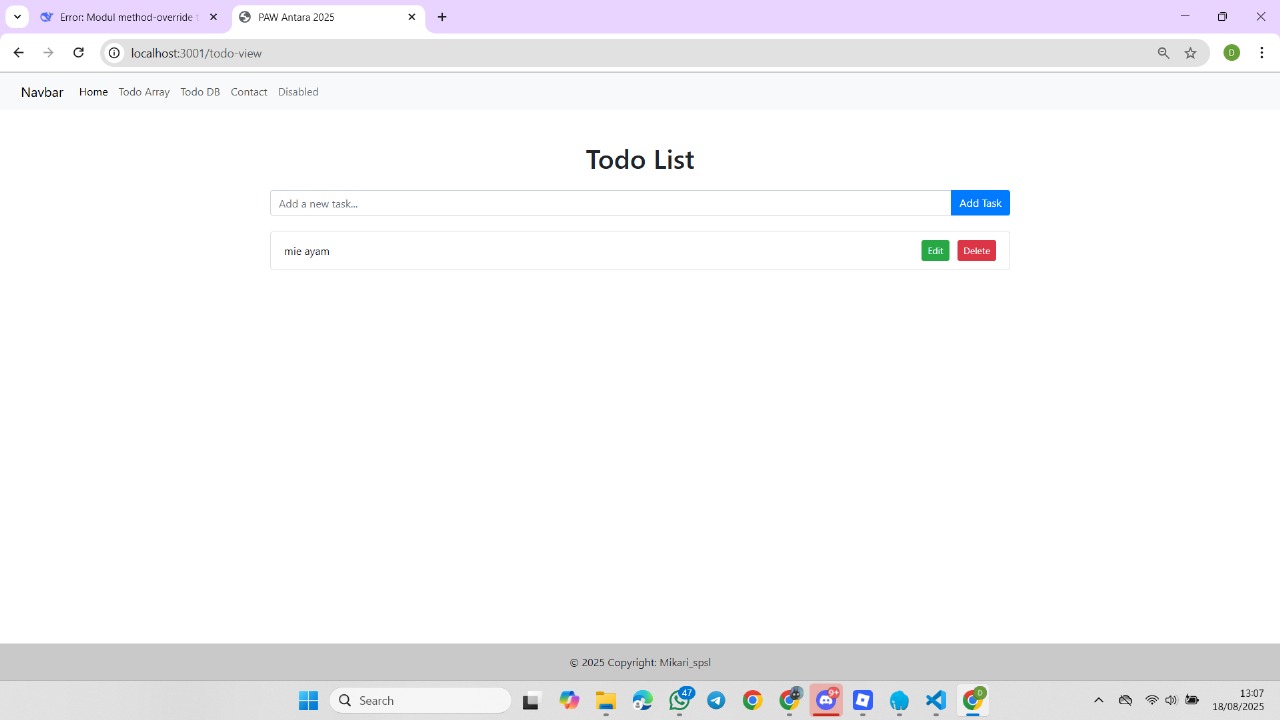 Error: Modul method-override
PAW Antara 2025
localhost:3001/todo-view
D
Navbar Home Todo Array Todo DB Contact Disabled
Todo List
Add a new task... Add Task
mie ayam Edit Delete
© 2025 Copyright: Mikari_spsl
Search
47
9+
D
13:07
18/08/2025